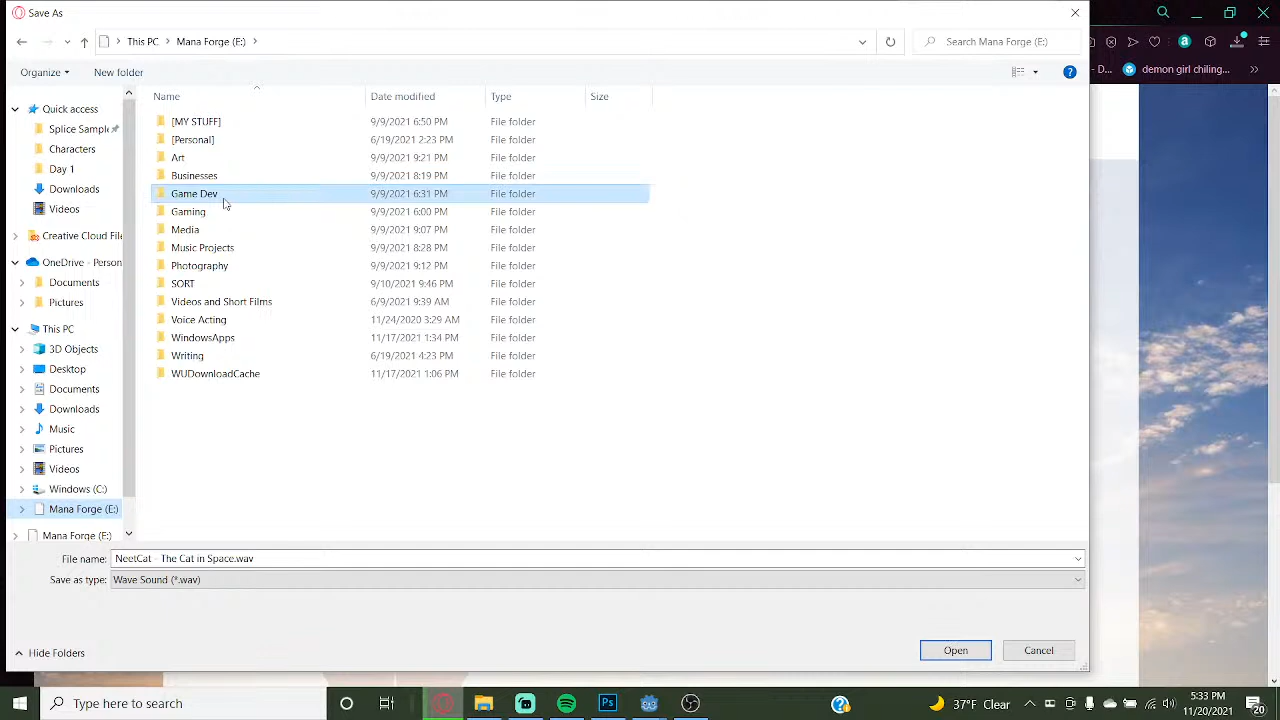 Save As
This PC > Mana Forge (E:) >
Search Mana Forge (E:)
demon girl chiling...
Organize
New folder
Name
Date modified
Type
Size
Quick access
Splice Sample
Characters
Day 1
Downloads
Videos
Creative Cloud File
OneDrive - Person
Documents
Pictures
This PC
3D Objects
Desktop
Documents
Downloads
Music
Pictures
Videos
Windows (C:)
Mana Forge (E:)
Mana Forge (E:)
[MY STUFF] 9/9/2021 6:50 PM File folder
[Personal] 6/19/2021 2:23 PM File folder
Art 9/9/2021 9:21 PM File folder
Businesses 9/9/2021 8:19 PM File folder
Game Dev 9/9/2021 6:31 PM File folder
Gaming 9/9/2021 6:00 PM File folder
Media 9/9/2021 9:07 PM File folder
Music Projects 9/9/2021 8:28 PM File folder
Photography 9/9/2021 9:12 PM File folder
SORT 9/10/2021 9:46 PM File folder
Videos and Short Films 6/9/2021 9:39 AM File folder
Voice Acting 11/24/2020 3:29 AM File folder
WindowsApps 11/17/2021 1:34 PM File folder
Writing 6/19/2021 4:23 PM File folder
WUDownloadCache 11/17/2021 1:06 PM File folder
File name: NeetCat - The Cat in Space.wav
Save as type: Wave Sound (*.wav)
Hide Folders
Open
Cancel
Type here to search
Ps
37°F Clear
5:33 PM
11/20/2021
20